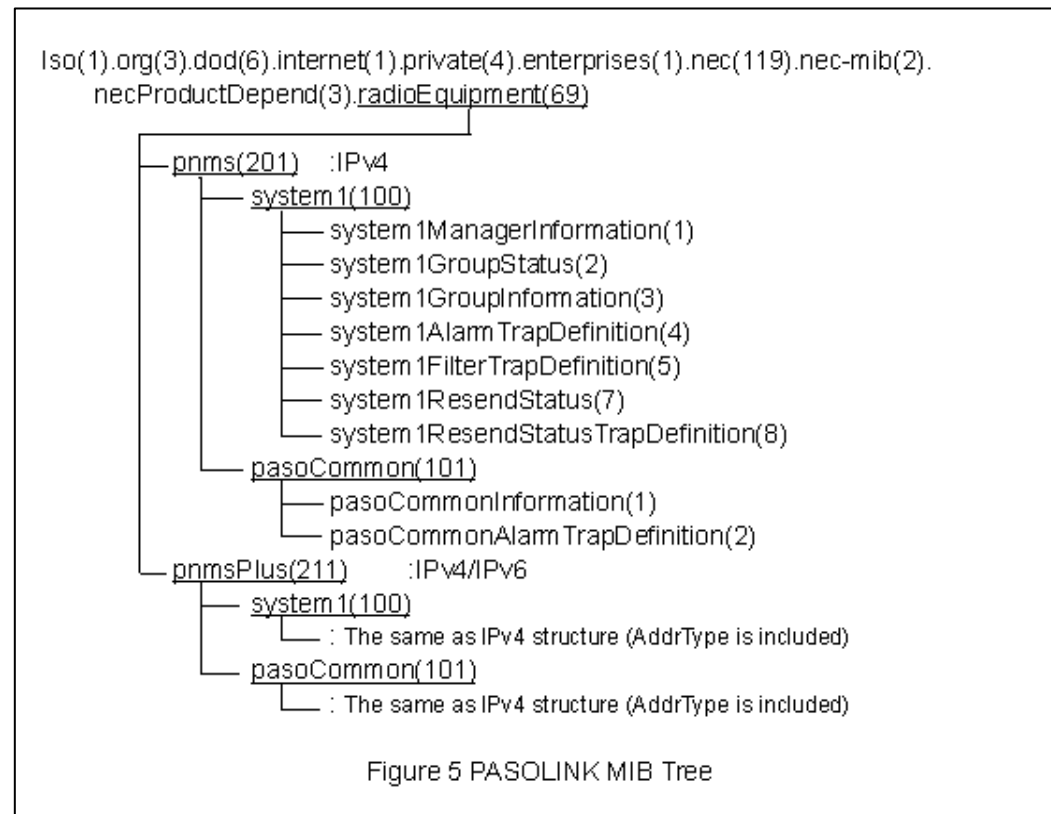 Iso(1).org(3).dod(6).internet(1).private(4).enterprises(1).nec(119).nec-mib(2).
necProductDepend(3).radioEquipment(69)
pnms(201) :IPv4
system1(100)
system1ManagerInformation(1)
system1GroupStatus(2)
system1GroupInformation(3)
system1AlarmTrapDefinition(4)
system1FilterTrapDefinition(5)
system1ResendStatus(7)
system1ResendStatusTrapDefinition(8)
pasoCommon(101)
pasoCommonInformation(1)
pasoCommonAlarmTrapDefinition(2)
pnmsPlus(211) :IPv4/IPv6
system1(100)
: The same as IPv4 structure (AddrType is included)
pasoCommon(101)
: The same as IPv4 structure (AddrType is included)
Figure 5 PASOLINK MIB Tree